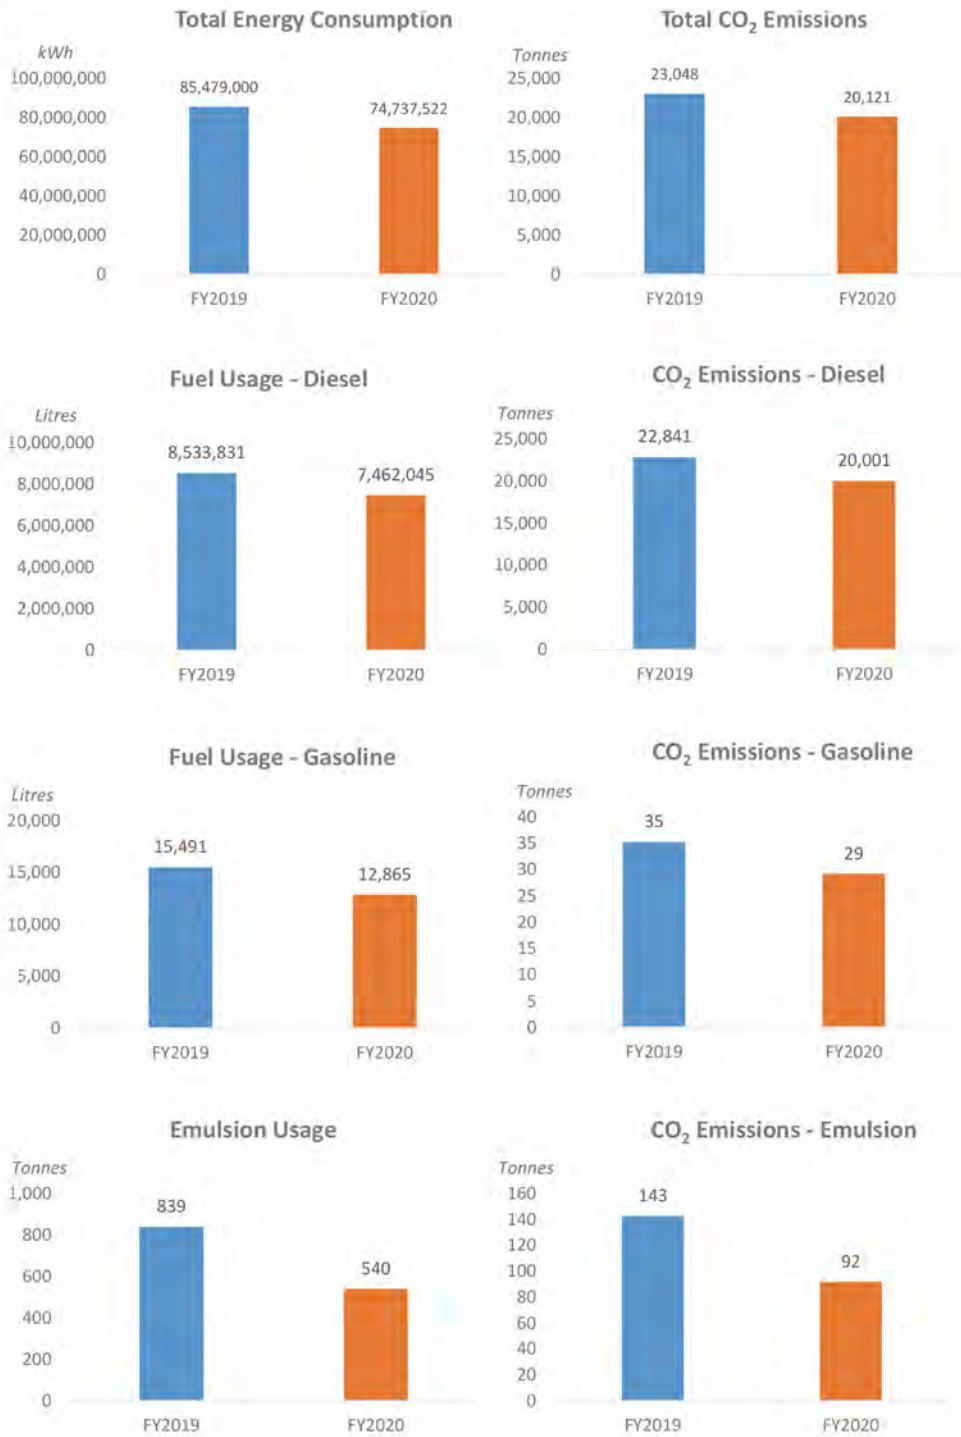 Total Energy Consumption
kWh
100,000,000
80,000,000
60,000,000
40,000,000
20,000,000
0
85,479,000
74,737,522
FY2019
FY2020
Total CO₂ Emissions
Tonnes
25,000
20,000
15,000
10,000
5,000
0
23,048
20,121
FY2019
FY2020
Fuel Usage - Diesel
Litres
10,000,000
8,000,000
6,000,000
4,000,000
2,000,000
0
8,533,831
7,462,045
FY2019
FY2020
CO₂ Emissions - Diesel
Tonnes
25,000
20,000
15,000
10,000
5,000
0
22,841
20,001
FY2019
FY2020
Fuel Usage - Gasoline
Litres
20,000
15,000
10,000
5,000
0
15,491
12,865
FY2019
FY2020
CO₂ Emissions - Gasoline
Tonnes
40
35
30
25
20
15
10
5
0
35
29
FY2019
FY2020
Emulsion Usage
Tonnes
1,000
800
600
400
200
0
839
540
FY2019
FY2020
CO₂ Emissions - Emulsion
Tonnes
160
140
120
100
80
60
40
20
0
143
92
FY2019
FY2020